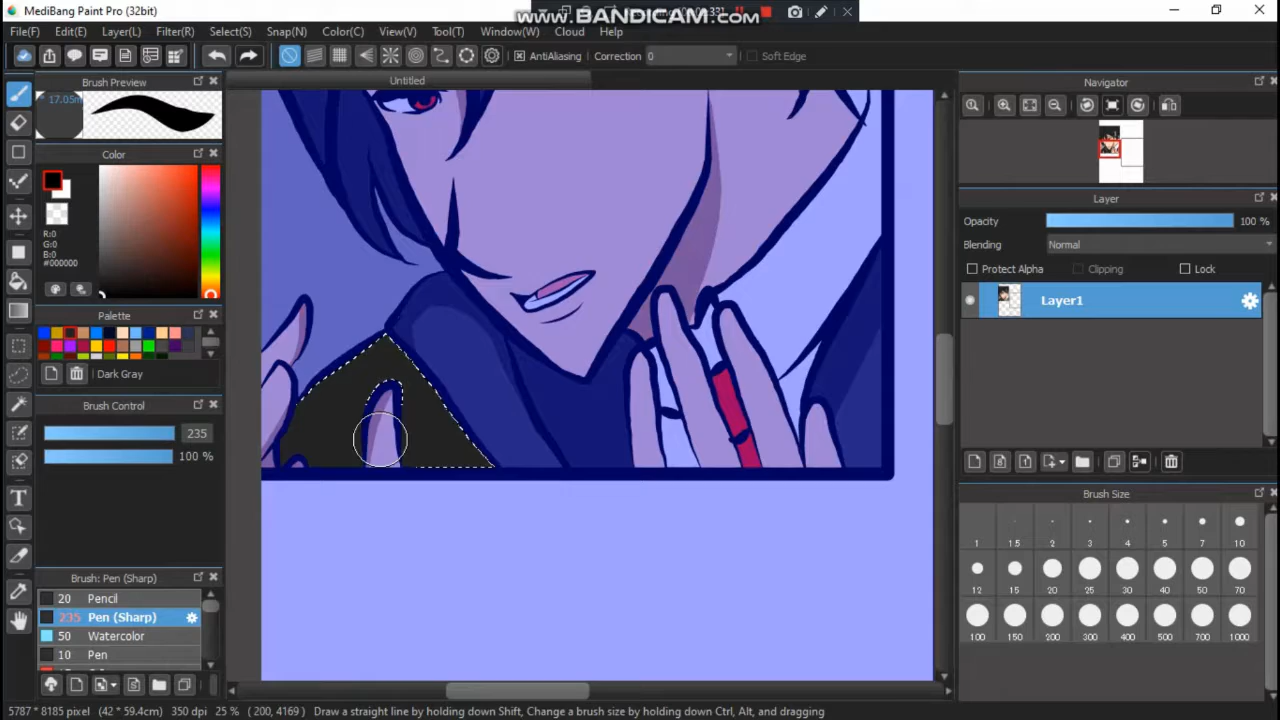 MediBang Paint Pro (32bit)
www.BANDICAM.com
File(F) Edit(E) Layer(L) Filter(R) Select(S) Snap(N) Color(C) View(V) Tool(T) Window(W) Cloud Help
AntiAliasing Correction 0 Soft Edge
Brush Preview
17.05m
Untitled
Navigator
Color
R:0
G:0
B:0
#000000
Layer
Opacity 100 %
Blending Normal
Protect Alpha Clipping Lock
Layer1
Palette
Dark Gray
Brush Control
235
100 %
Brush: Pen (Sharp)
20 Pencil
235 Pen (Sharp)
50 Watercolor
10 Pen
Brush Size
1 1.5 2 3 4 5 7 10
12 15 20 25 30 40 50 70
100 150 200 300 400 500 700 1000
5787 * 8185 pixel (42 * 59.4cm) 350 dpi 25 % ( 200, 4169 ) Draw a straight line by holding down Shift, Change a brush size by holding down Ctrl, Alt, and dragging